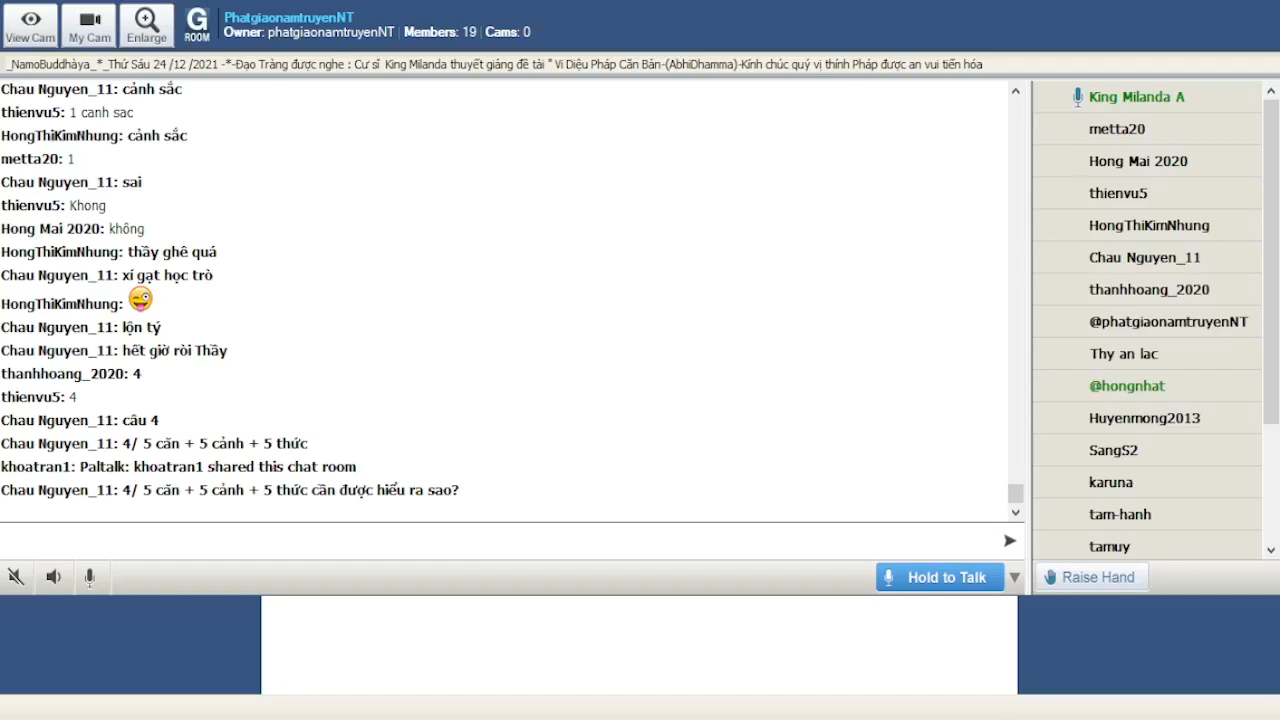 View Cam
My Cam
Enlarge
G
ROOM
PhatgiaonamtruyenNT
Owner: phatgiaonamtruyenNT | Members: 19 | Cams: 0
_NamoBuddhàya_*_Thứ Sáu 24 /12 /2021 -*-Đạo Tràng được nghe : Cư sĩ King Milanda thuyết giảng đề tài " Vi Diệu Pháp Căn Bản-(AbhiDhamma)-Kính chúc quý vị thính Pháp được an vui tiến hóa
Chau Nguyen_11: cảnh sắc
thienvu5: 1 canh sac
HongThiKimNhung: cảnh sắc
metta20: 1
Chau Nguyen_11: sai
thienvu5: Khong
Hong Mai 2020: không
HongThiKimNhung: thầy ghê quá
Chau Nguyen_11: xí gạt học trò
HongThiKimNhung:
Chau Nguyen_11: lộn tý
Chau Nguyen_11: hết giờ ròi Thầy
thanhhoang_2020: 4
thienvu5: 4
Chau Nguyen_11: câu 4
Chau Nguyen_11: 4/ 5 căn + 5 cảnh + 5 thức
khoatran1: Paltalk: khoatran1 shared this chat room
Chau Nguyen_11: 4/ 5 căn + 5 cảnh + 5 thức cần được hiểu ra sao?
King Milanda A
metta20
Hong Mai 2020
thienvu5
HongThiKimNhung
Chau Nguyen_11
thanhhoang_2020
@phatgiaonamtruyenNT
Thy an lac
@hongnhat
Huyenmong2013
SangS2
karuna
tam-hanh
tamuy
Hold to Talk
Raise Hand